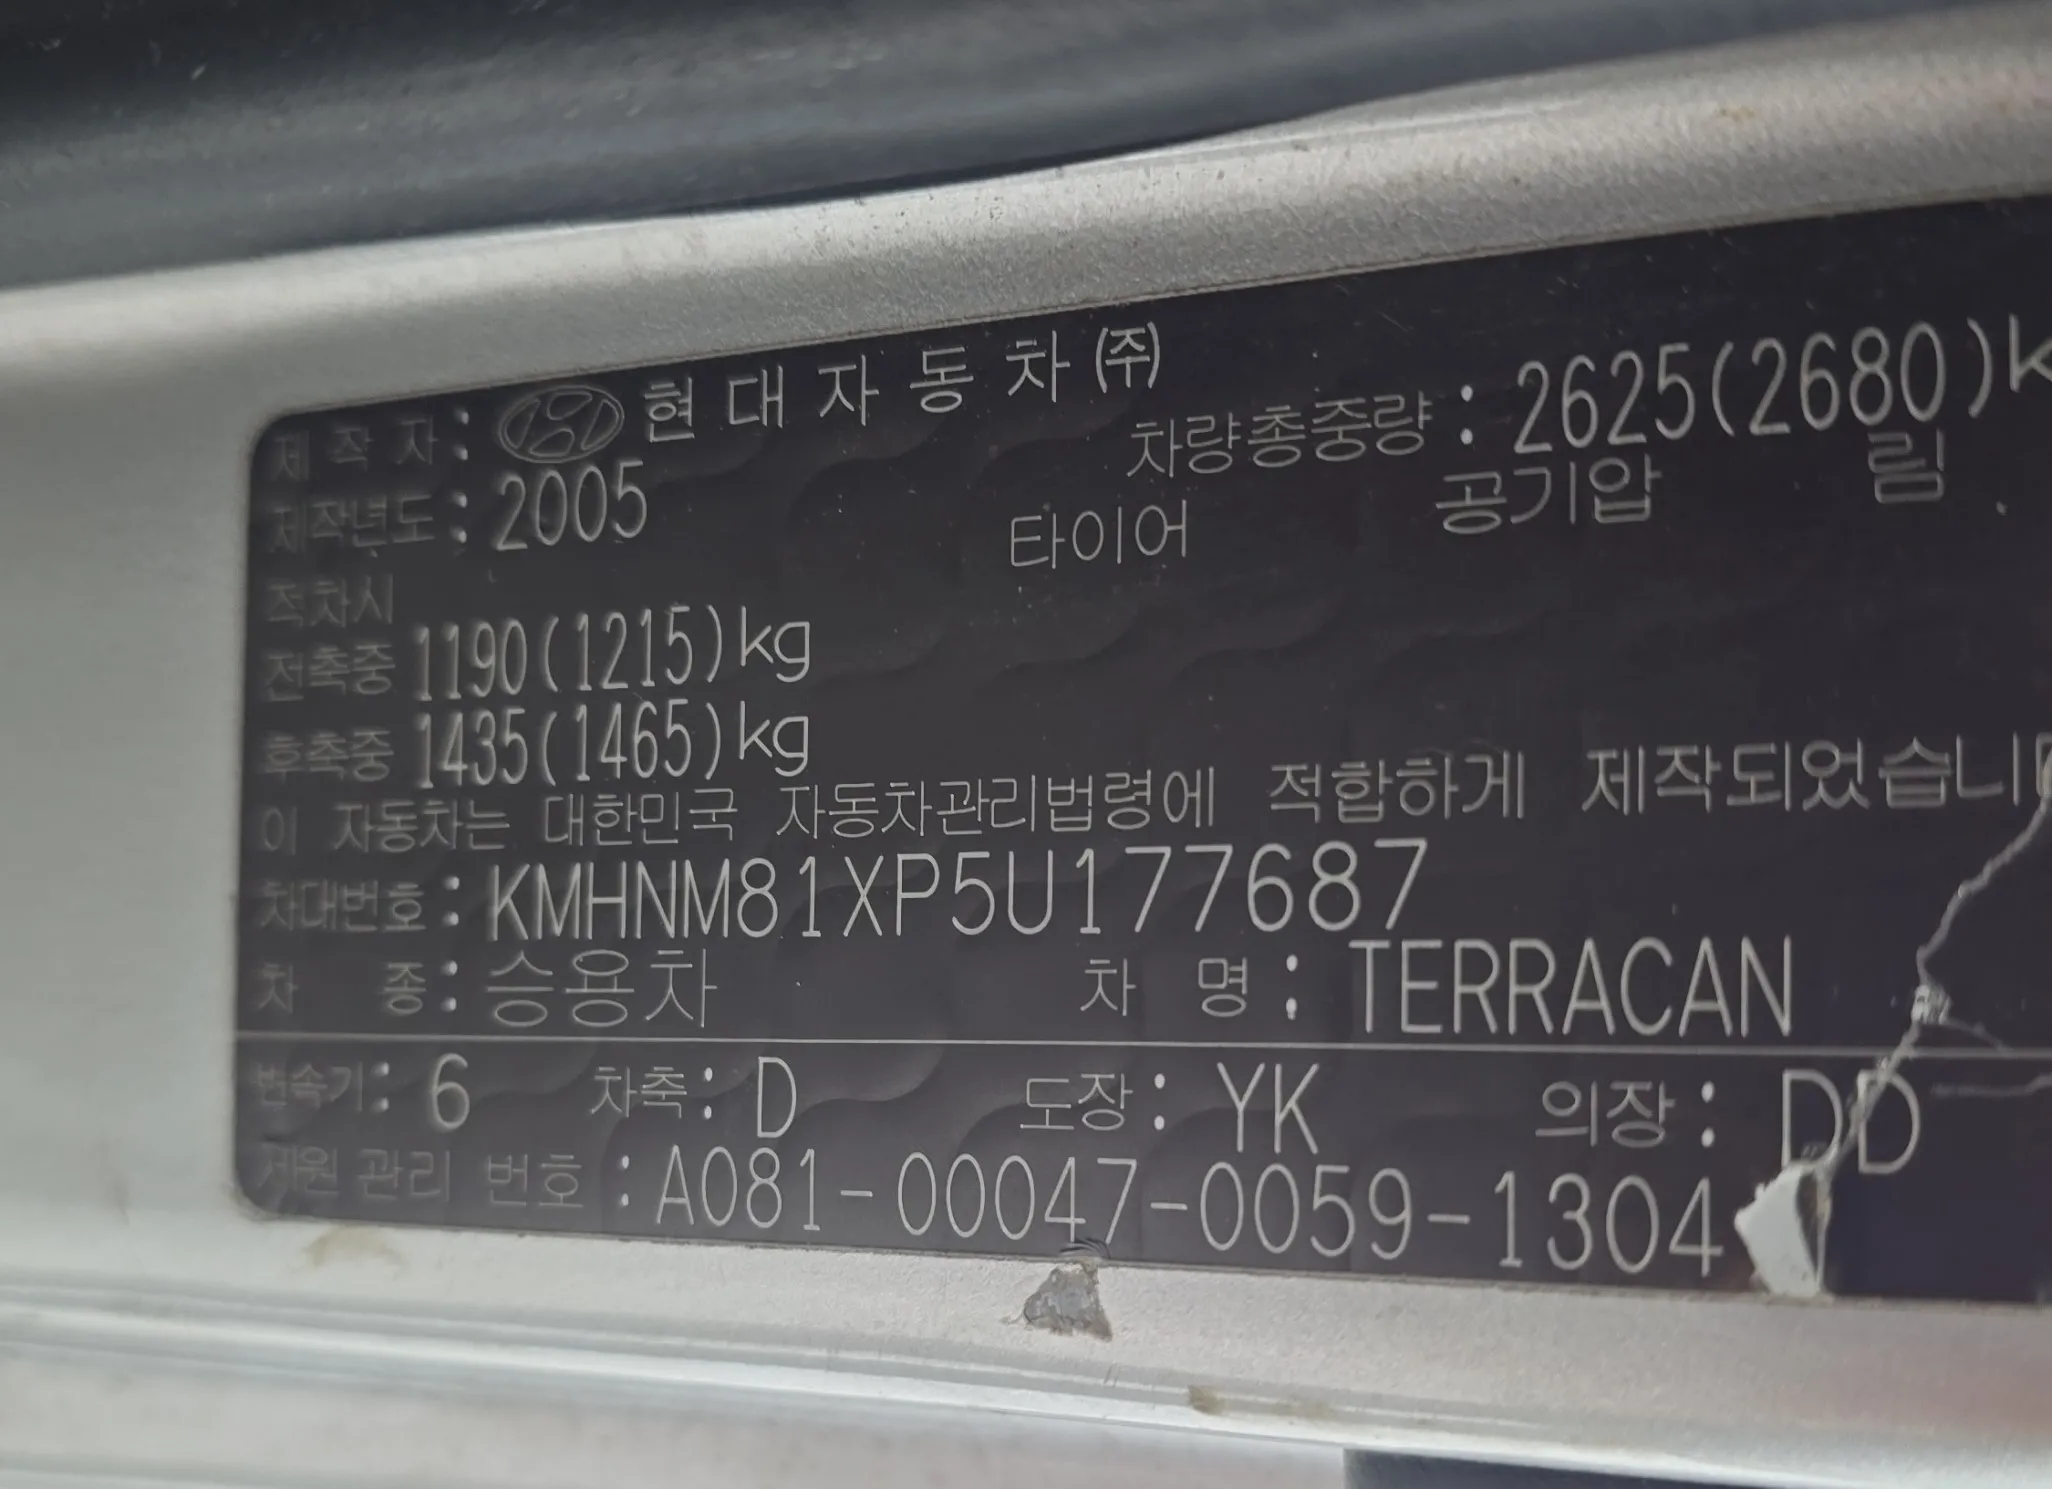 제 작 자 : 현 대 자 동 차 ㈜
차량총중량 : 2625(2680)k
제작년도 : 2005
타이어 공기압 림
적차시
전축중 1190(1215)kg
후축중 1435(1465)kg
이 자동차는 대한민국 자동차관리법령에 적합하게 제작되었습니다
차대번호 : KMHNM81XP5U177687
차 종 : 승용차 차 명 : TERRACAN
변속기 : 6 차축 : D 도장 : YK 의장 : DD
제원 관리 번호 : A081-00047-0059-1304